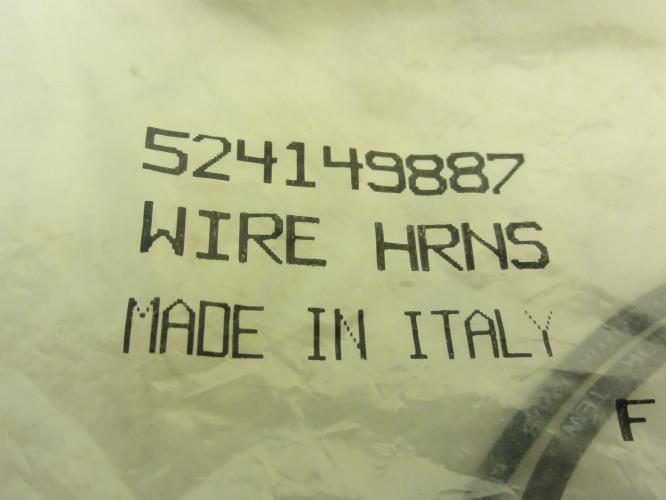 524149887
WIRE HRNS
MADE IN ITALY
F